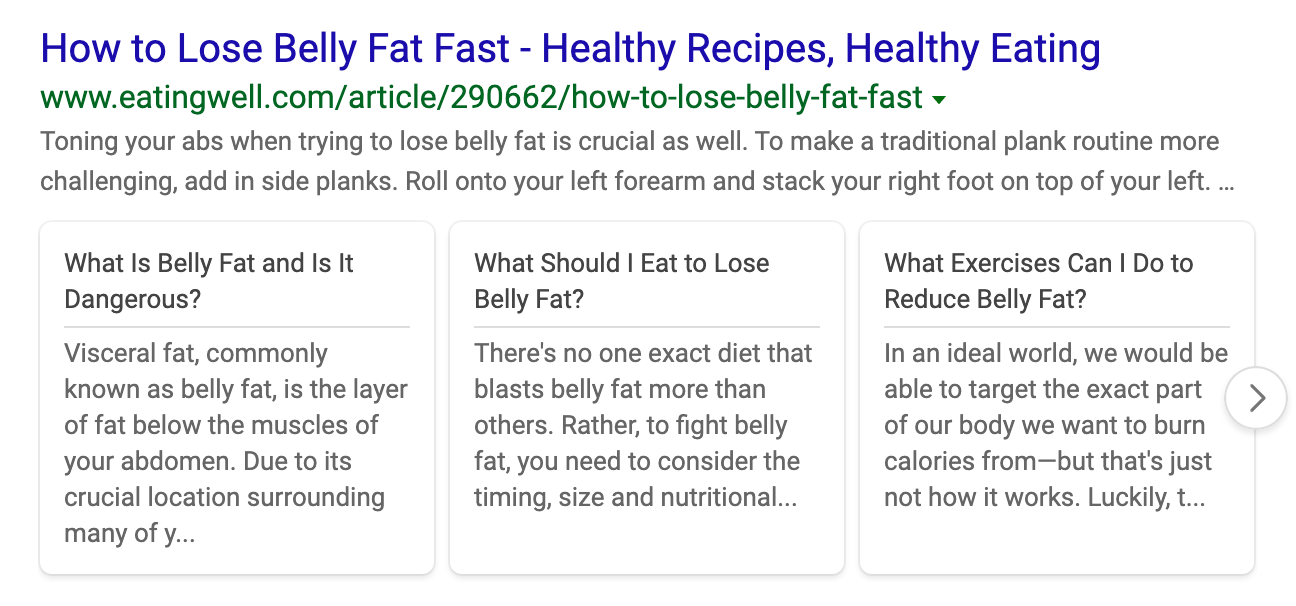 How to Lose Belly Fat Fast - Healthy Recipes, Healthy Eating
www.eatingwell.com/article/290662/how-to-lose-belly-fat-fast
Toning your abs when trying to lose belly fat is crucial as well. To make a traditional plank routine more
challenging, add in side planks. Roll onto your left forearm and stack your right foot on top of your left. ...
What Is Belly Fat and Is It
Dangerous?
Visceral fat, commonly
known as belly fat, is the layer
of fat below the muscles of
your abdomen. Due to its
crucial location surrounding
many of y...
What Should I Eat to Lose
Belly Fat?
There's no one exact diet that
blasts belly fat more than
others. Rather, to fight belly
fat, you need to consider the
timing, size and nutritional...
What Exercises Can I Do to
Reduce Belly Fat?
In an ideal world, we would be
able to target the exact part
of our body we want to burn
calories from—but that's just
not how it works. Luckily, t...